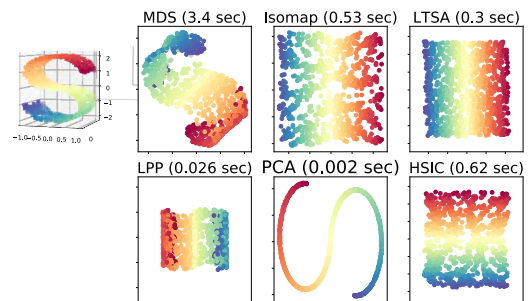 MDS (3.4 sec)
Isomap (0.53 sec)
LTSA (0.3 sec)
2
1
0
−1
−2
−1.0
−0.5
0.0
0.5
1.0
0
LPP (0.026 sec)
PCA (0.002 sec)
HSIC (0.62 sec)